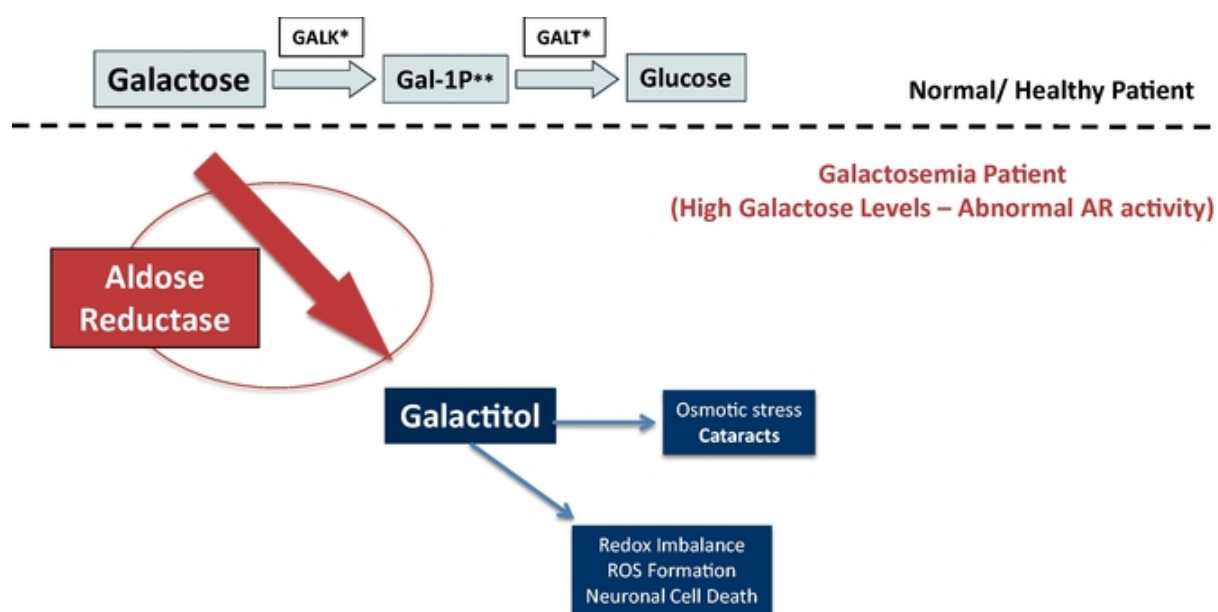 GALK*
GALT*
Galactose
Gal-1P**
Glucose
Normal/ Healthy Patient
Galactosemia Patient
(High Galactose Levels – Abnormal AR activity)
Aldose
Reductase
Galactitol
Osmotic stress
Cataracts
Redox Imbalance
ROS Formation
Neuronal Cell Death